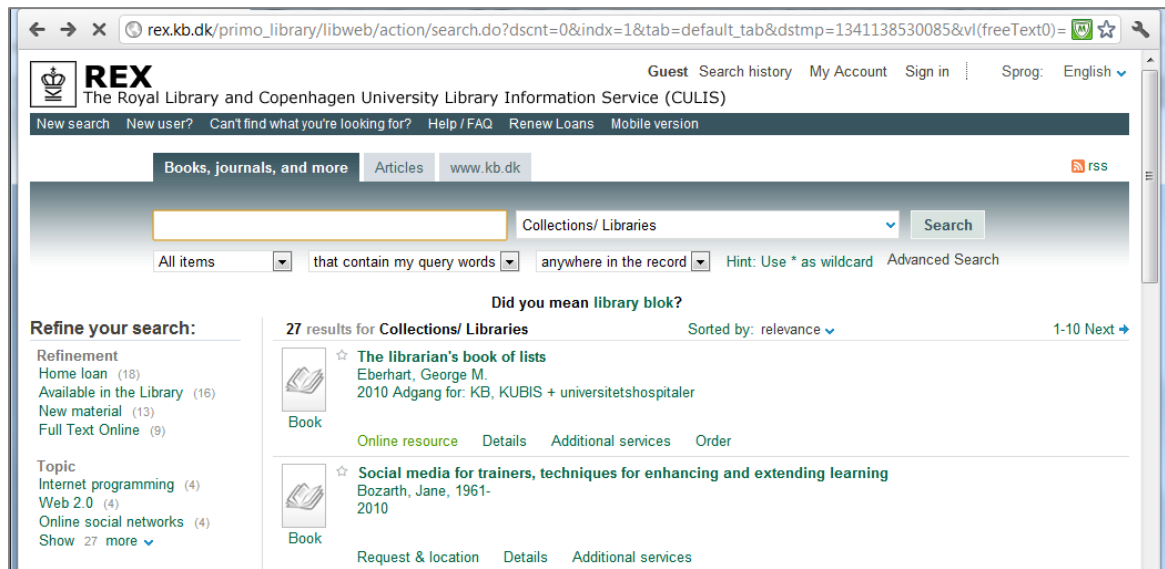 rex.kb.dk/primo_library/libweb/action/search.do?dscnt=0&indx=1&tab=default_tab&dstmp=1341138530085&vl(freeText0)=
REX
Guest Search history My Account Sign in Sprog: English
The Royal Library and Copenhagen University Library Information Service (CULIS)
New search New user? Can't find what you're looking for? Help / FAQ Renew Loans Mobile version
Books, journals, and more Articles www.kb.dk rss
Collections/ Libraries Search
All items that contain my query words anywhere in the record Hint: Use * as wildcard Advanced Search
Did you mean library blok?
Refine your search:
27 results for Collections/ Libraries Sorted by: relevance 1-10 Next
Refinement
Home loan (18)
Available in the Library (16)
New material (13)
Full Text Online (9)
Topic
Internet programming (4)
Web 2.0 (4)
Online social networks (4)
Show 27 more
The librarian's book of lists
Eberhart, George M.
2010 Adgang for: KB, KUBIS + universitetshospitaler
Book
Online resource Details Additional services Order
Social media for trainers, techniques for enhancing and extending learning
Bozarth, Jane, 1961-
2010
Book
Request & location Details Additional services